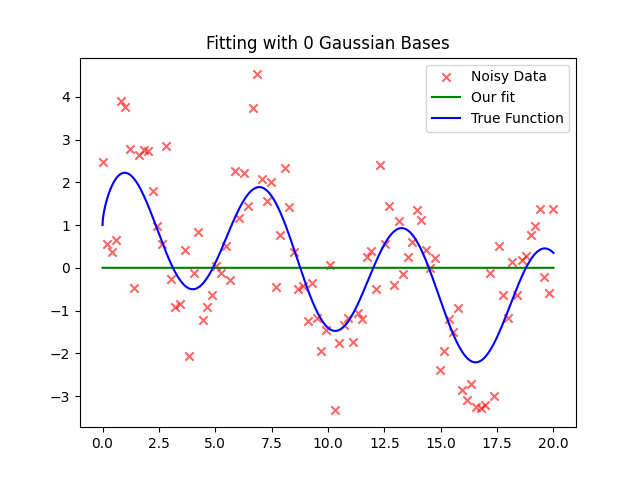 Fitting with 0 Gaussian Bases
Noisy Data
Our fit
True Function
4
3
2
1
0
−1
−2
−3
0.0 2.5 5.0 7.5 10.0 12.5 15.0 17.5 20.0